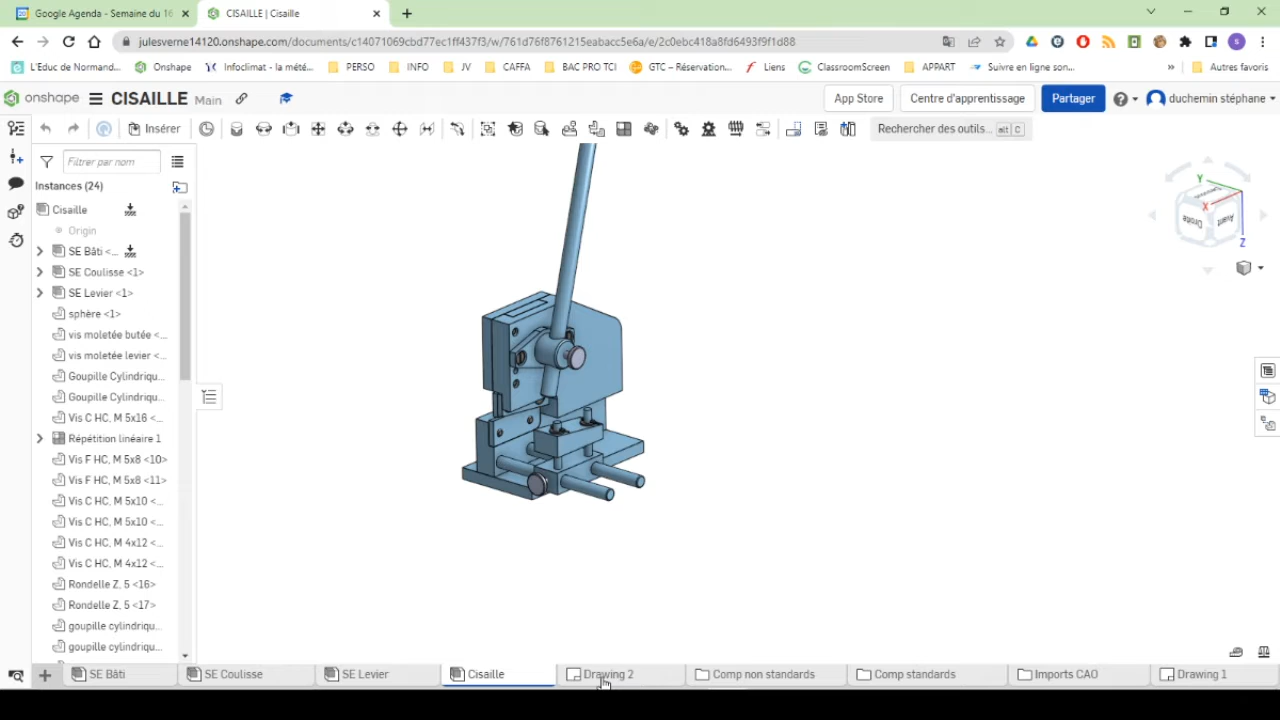 Google Agenda - Semaine du 16
CISAILLE | Cisaille
julesverne14120.onshape.com/documents/c14071069cbd77ec1ff437f3/w/761d76f8761215eabacc5e6a/e/2c0ebc418a8fd6493f9f1d88
S
L'Educ de Normand... Onshape Infoclimat - la mété... PERSO INFO JV CAFFA BAC PRO TCI GTC – Réservation... Liens ClassroomScreen APPART Suivre en ligne son... » Autres favoris
onshape CISAILLE Main App Store Centre d'apprentissage Partager duchemin stéphane
Insérer Rechercher des outils... alt C
Filtrer par nom
Instances (24)
Cisaille
Origin
SE Bâti <...
SE Coulisse <1>
SE Levier <1>
sphère <1>
vis moletée butée <...
vis moletée levier <...
Goupille Cylindriqu...
Goupille Cylindriqu...
Vis C HC, M 5x16 <...
Répétition linéaire 1
Vis F HC, M 5x8 <10>
Vis F HC, M 5x8 <11>
Vis C HC, M 5x10 <...
Vis C HC, M 5x10 <...
Vis C HC, M 4x12 <...
Vis C HC, M 4x12 <...
Rondelle Z, 5 <16>
Rondelle Z, 5 <17>
goupille cylindriqu...
goupille cylindriqu...
Y
X
Droite Avant
Z
SE Bâti SE Coulisse SE Levier Cisaille Drawing 2 Comp non standards Comp standards Imports CAO Drawing 1